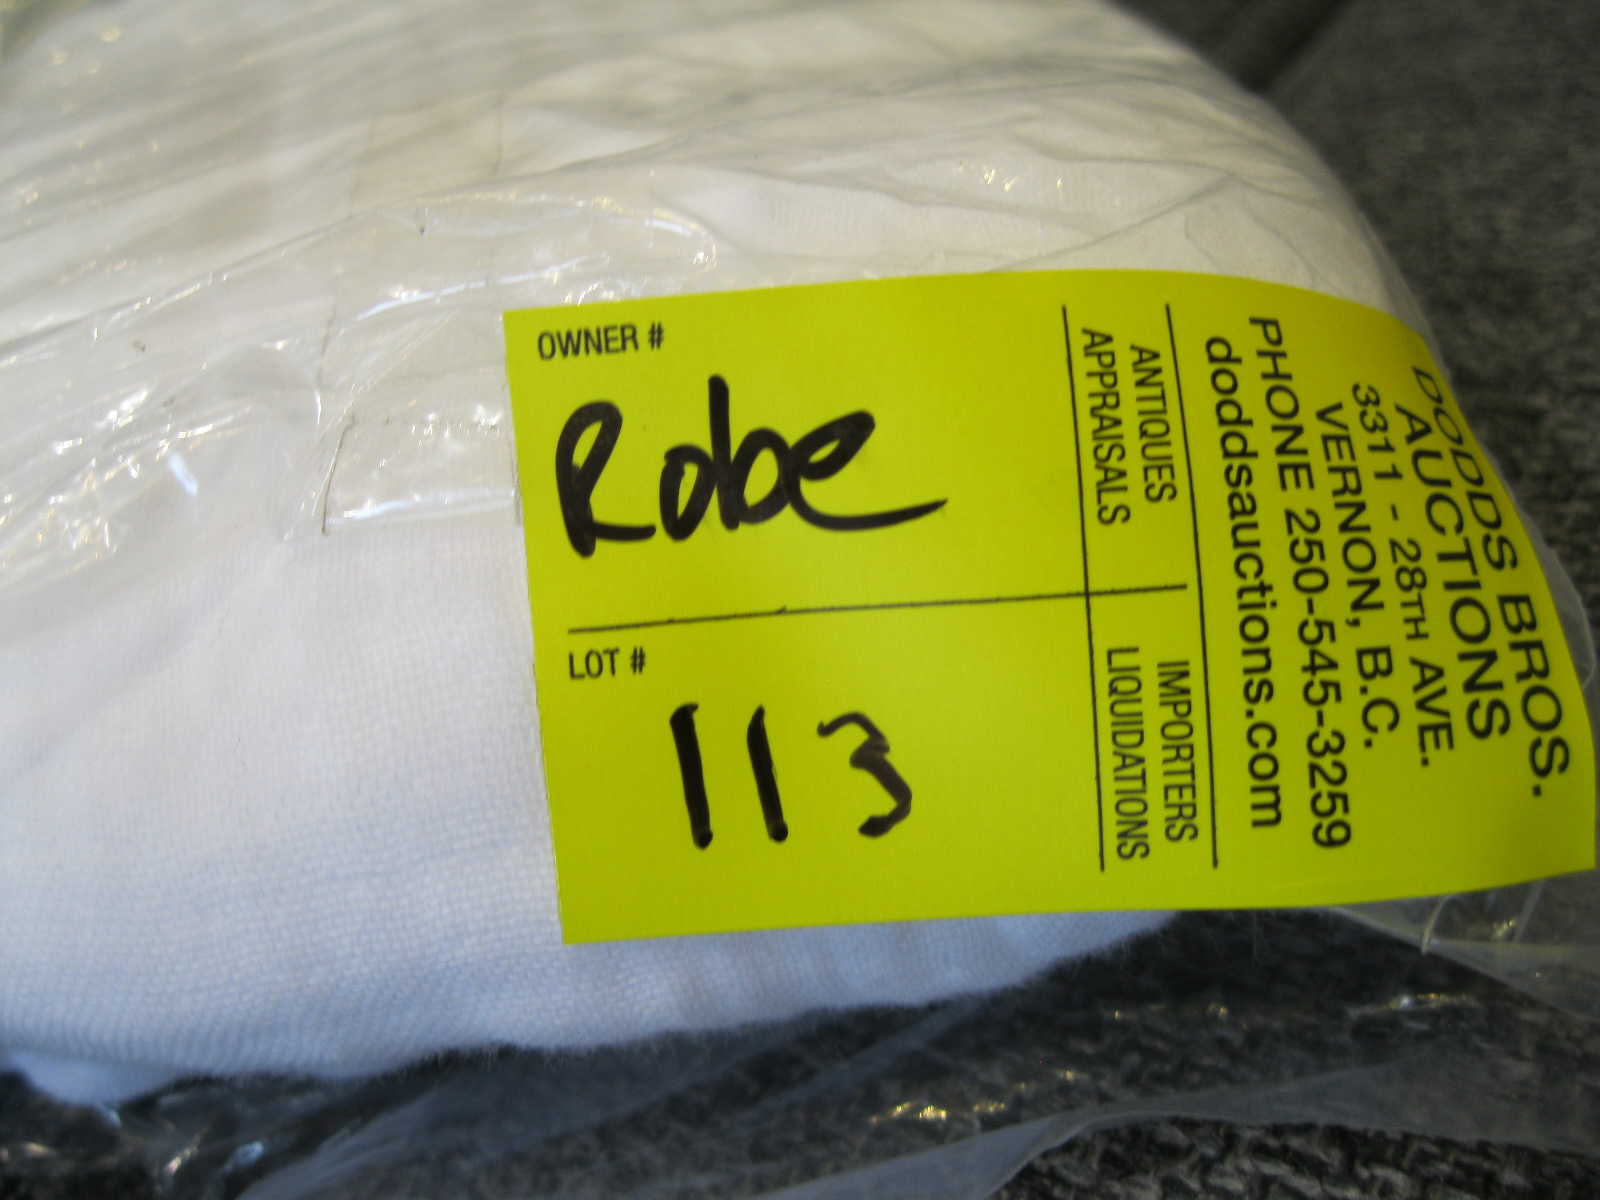 OWNER #
Robe
LOT #
113
ANTIQUES
APPRAISALS
IMPORTERS
LIQUIDATIONS
DODDS BROS.
AUCTIONS
3311 - 28TH AVE.
VERNON, B.C.
PHONE 250-545-3259
doddsauctions.com